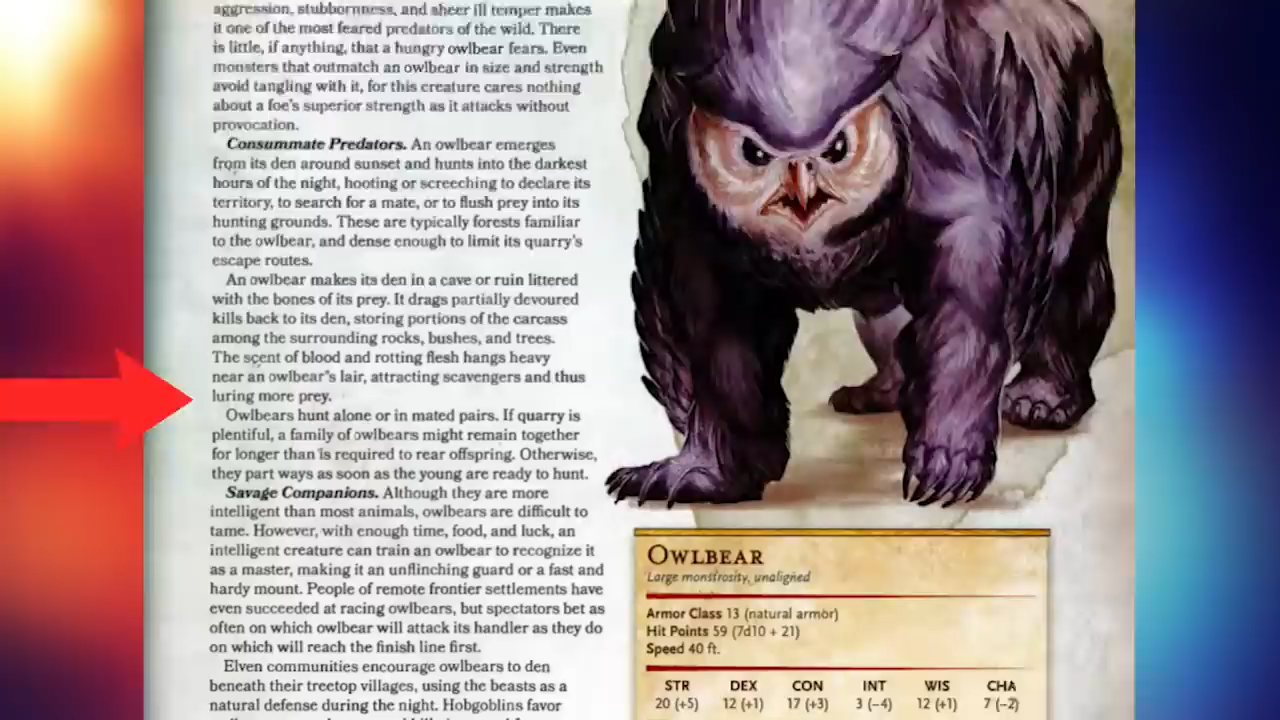 aggression, stubbornness, and sheer ill temper makes
it one of the most feared predators of the wild. There
is little, if anything, that a hungry owlbear fears. Even
monsters that outmatch an owlbear in size and strength
avoid tangling with it, for this creature cares nothing
about a foe's superior strength as it attacks without
provocation.
Consummate Predators. An owlbear emerges
from its den around sunset and hunts into the darkest
hours of the night, hooting or screeching to declare its
territory, to search for a mate, or to flush prey into its
hunting grounds. These are typically forests familiar
to the owlbear, and dense enough to limit its quarry's
escape routes.
An owlbear makes its den in a cave or ruin littered
with the bones of its prey. It drags partially devoured
kills back to its den, storing portions of the carcass
among the surrounding rocks, bushes, and trees.
The scent of blood and rotting flesh hangs heavy
near an owlbear's lair, attracting scavengers and thus
luring more prey.
Owlbears hunt alone or in mated pairs. If quarry is
plentiful, a family of owlbears might remain together
for longer than is required to rear offspring. Otherwise,
they part ways as soon as the young are ready to hunt.
Savage Companions. Although they are more
intelligent than most animals, owlbears are difficult to
tame. However, with enough time, food, and luck, an
intelligent creature can train an owlbear to recognize it
as a master, making it an unflinching guard or a fast and
hardy mount. People of remote frontier settlements have
even succeeded at racing owlbears, but spectators bet as
often on which owlbear will attack its handler as they do
on which will reach the finish line first.
Elven communities encourage owlbears to den
beneath their treetop villages, using the beasts as a
natural defense during the night. Hobgoblins favor
OWLBEAR
Large monstrosity, unaligned
Armor Class 13 (natural armor)
Hit Points 59 (7d10 + 21)
Speed 40 ft.
STR DEX CON INT WIS CHA
20 (+5) 12 (+1) 17 (+3) 3 (−4) 12 (+1) 7 (−2)